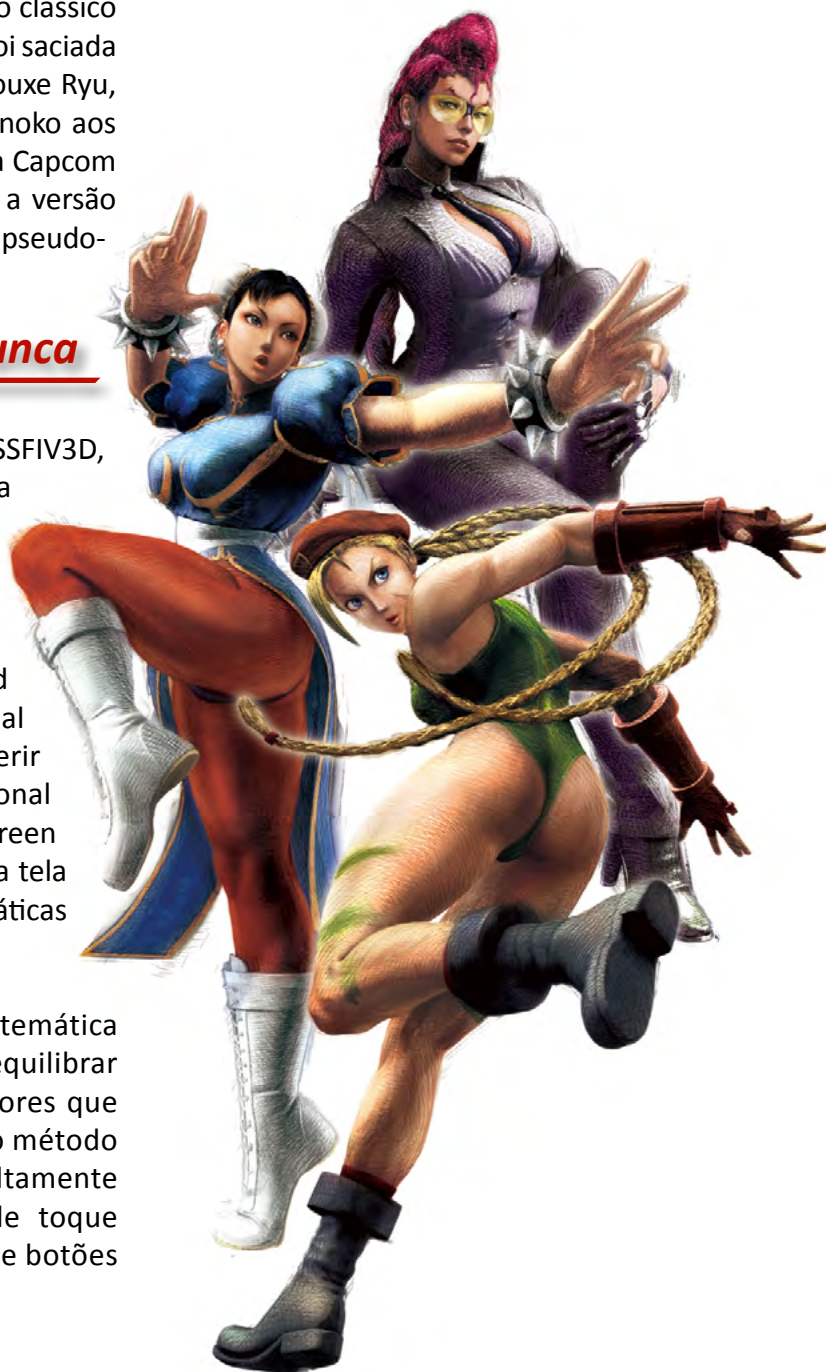 o clássico
oi saciada
ouxe Ryu,
noko aos
a Capcom
a versão
pseudo-
unca
SSFIV3D,
a
d
al
erir
onal
reen
a tela
áticas
temática
equilibrar
ores que
o método
ltamente
le toque
e botões